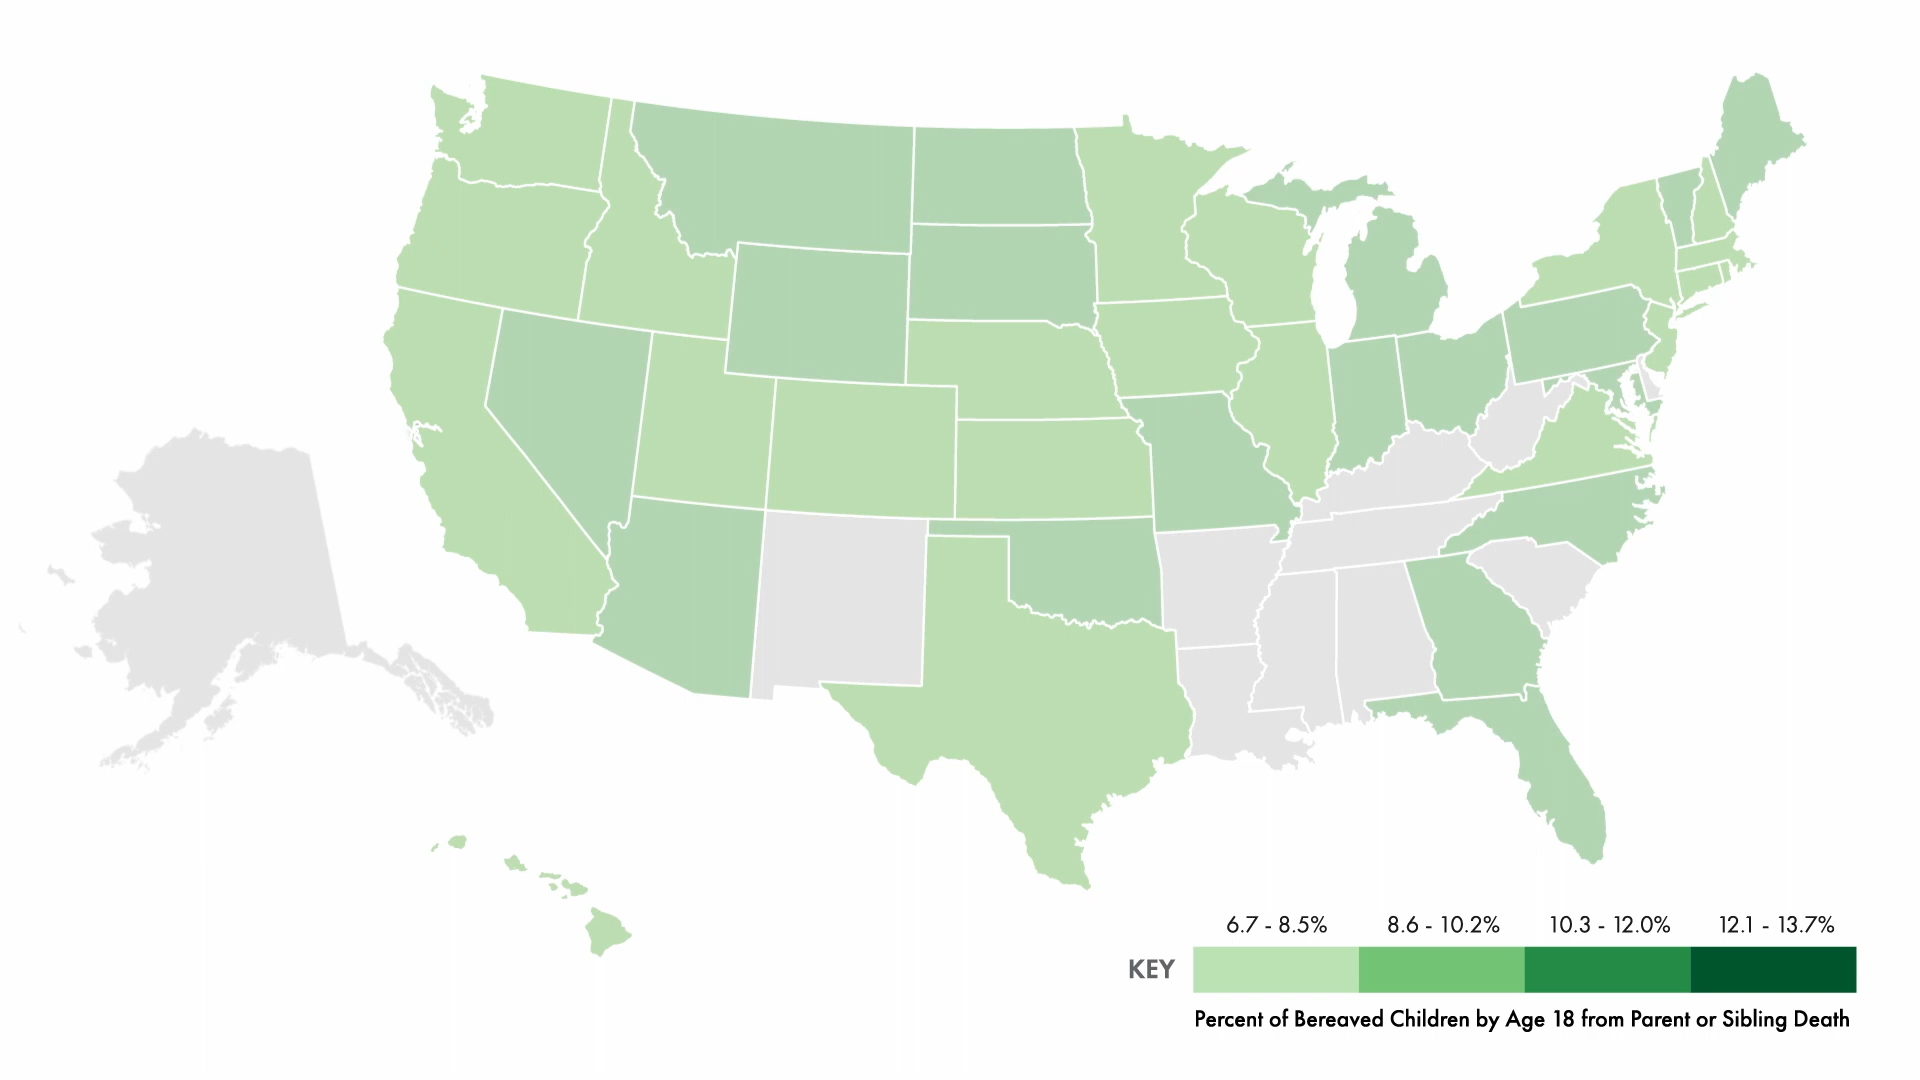 6.7 - 8.5% 8.6 - 10.2% 10.3 - 12.0% 12.1 - 13.7%
KEY
Percent of Bereaved Children by Age 18 from Parent or Sibling Death